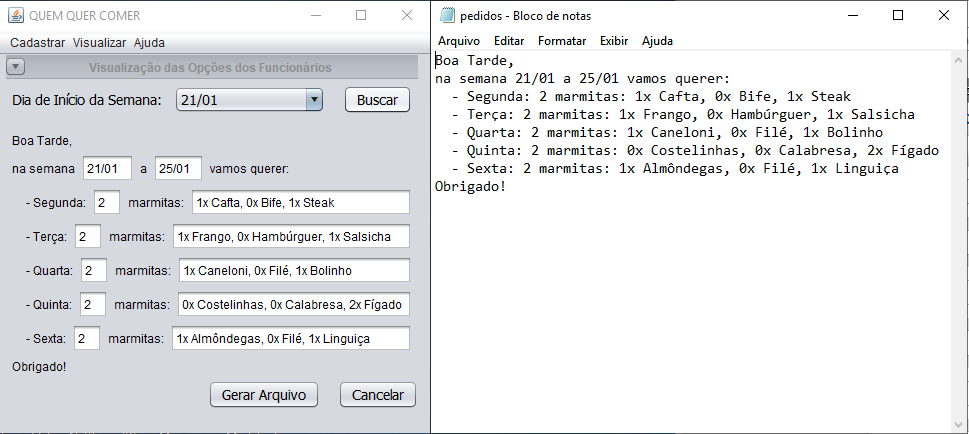 QUEM QUER COMER
Cadastrar Visualizar Ajuda
Visualização das Opções dos Funcionários
Dia de Início da Semana: 21/01 Buscar
Boa Tarde,
na semana 21/01 a 25/01 vamos querer:
- Segunda: 2 marmitas: 1x Cafta, 0x Bife, 1x Steak
- Terça: 2 marmitas: 1x Frango, 0x Hambúrguer, 1x Salsicha
- Quarta: 2 marmitas: 1x Caneloni, 0x Filé, 1x Bolinho
- Quinta: 2 marmitas: 0x Costelinhas, 0x Calabresa, 2x Fígado
- Sexta: 2 marmitas: 1x Almôndegas, 0x Filé, 1x Linguiça
Obrigado!
Gerar Arquivo Cancelar
pedidos - Bloco de notas
Arquivo Editar Formatar Exibir Ajuda
Boa Tarde,
na semana 21/01 a 25/01 vamos querer:
- Segunda: 2 marmitas: 1x Cafta, 0x Bife, 1x Steak
- Terça: 2 marmitas: 1x Frango, 0x Hambúrguer, 1x Salsicha
- Quarta: 2 marmitas: 1x Caneloni, 0x Filé, 1x Bolinho
- Quinta: 2 marmitas: 0x Costelinhas, 0x Calabresa, 2x Fígado
- Sexta: 2 marmitas: 1x Almôndegas, 0x Filé, 1x Linguiça
Obrigado!